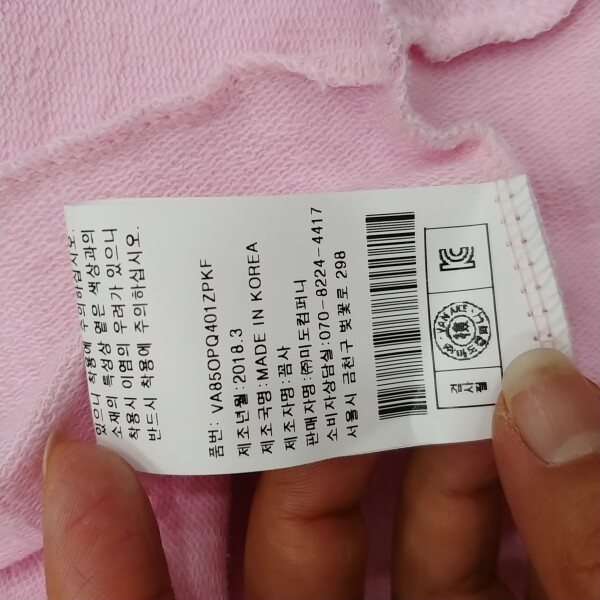 주의하십시오.
있으니 착용에
소재의 특성상 옅은 색상과의
착용시 이염의 우려가 있으니
반드시 착용에 주의하십시오.
품번: VA85OPQ401ZPKF
제조년월:2018.3
제조국명:MADE IN KOREA
제조자명:꼼사
판매자명:㈜미도컴퍼니
소비자상담실:070-8224-4417
서울시 금천구 벚꽃로 298
검사필